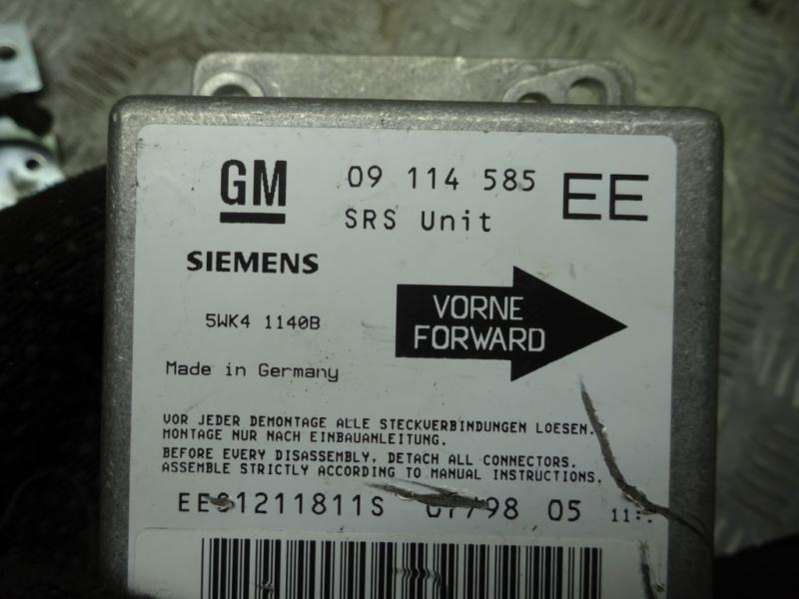 GM 09 114 585 EE
SRS Unit
SIEMENS
VORNE
FORWARD
5WK4 1140B
Made in Germany
VOR JEDER DEMONTAGE ALLE STECKVERBINDUNGEN LOESEN.
MONTAGE NUR NACH EINBAUANLEITUNG.
BEFORE EVERY DISASSEMBLY, DETACH ALL CONNECTORS.
ASSEMBLE STRICTLY ACCORDING TO MANUAL INSTRUCTIONS.
05